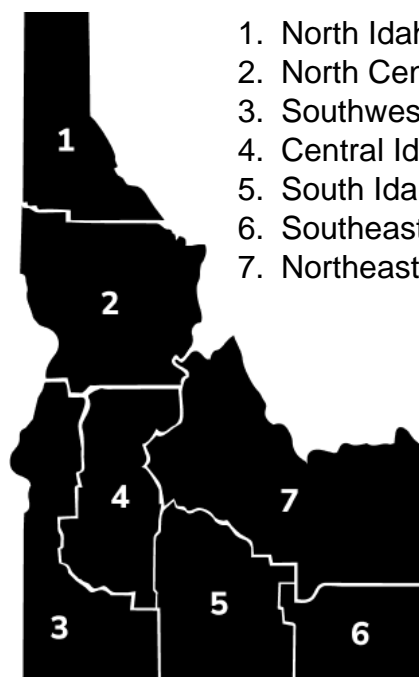 1. North Idah
2. North Cen
3. Southwes
4. Central Id
5. South Ida
6. Southeast
7. Northeast
1
2
4
7
5
3
6